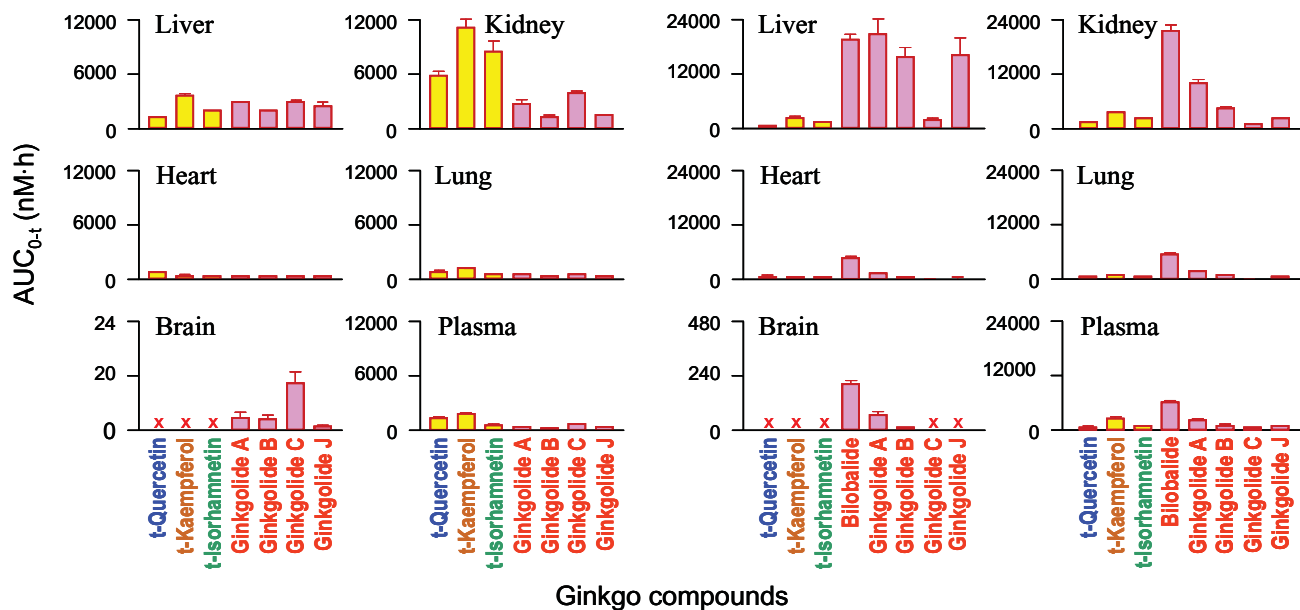 AUC0-t (nM·h)
Liver
12000
6000
0
Kidney
12000
6000
0
Liver
24000
12000
0
Kidney
24000
12000
0
Heart
12000
6000
0
Lung
12000
6000
0
Heart
24000
12000
0
Lung
24000
12000
0
Brain
24
20
0
x x x
Plasma
12000
6000
0
Brain
480
240
0
x x x x x
Plasma
24000
12000
0
t-Quercetin
t-Kaempferol
t-Isorhamnetin
Ginkgolide A
Ginkgolide B
Ginkgolide C
Ginkgolide J
t-Quercetin
t-Kaempferol
t-Isorhamnetin
Ginkgolide A
Ginkgolide B
Ginkgolide C
Ginkgolide J
t-Quercetin
t-Kaempferol
t-Isorhamnetin
Bilobalide
Ginkgolide A
Ginkgolide B
Ginkgolide C
Ginkgolide J
t-Quercetin
t-Kaempferol
t-Isorhamnetin
Bilobalide
Ginkgolide A
Ginkgolide B
Ginkgolide C
Ginkgolide J
Ginkgo compounds